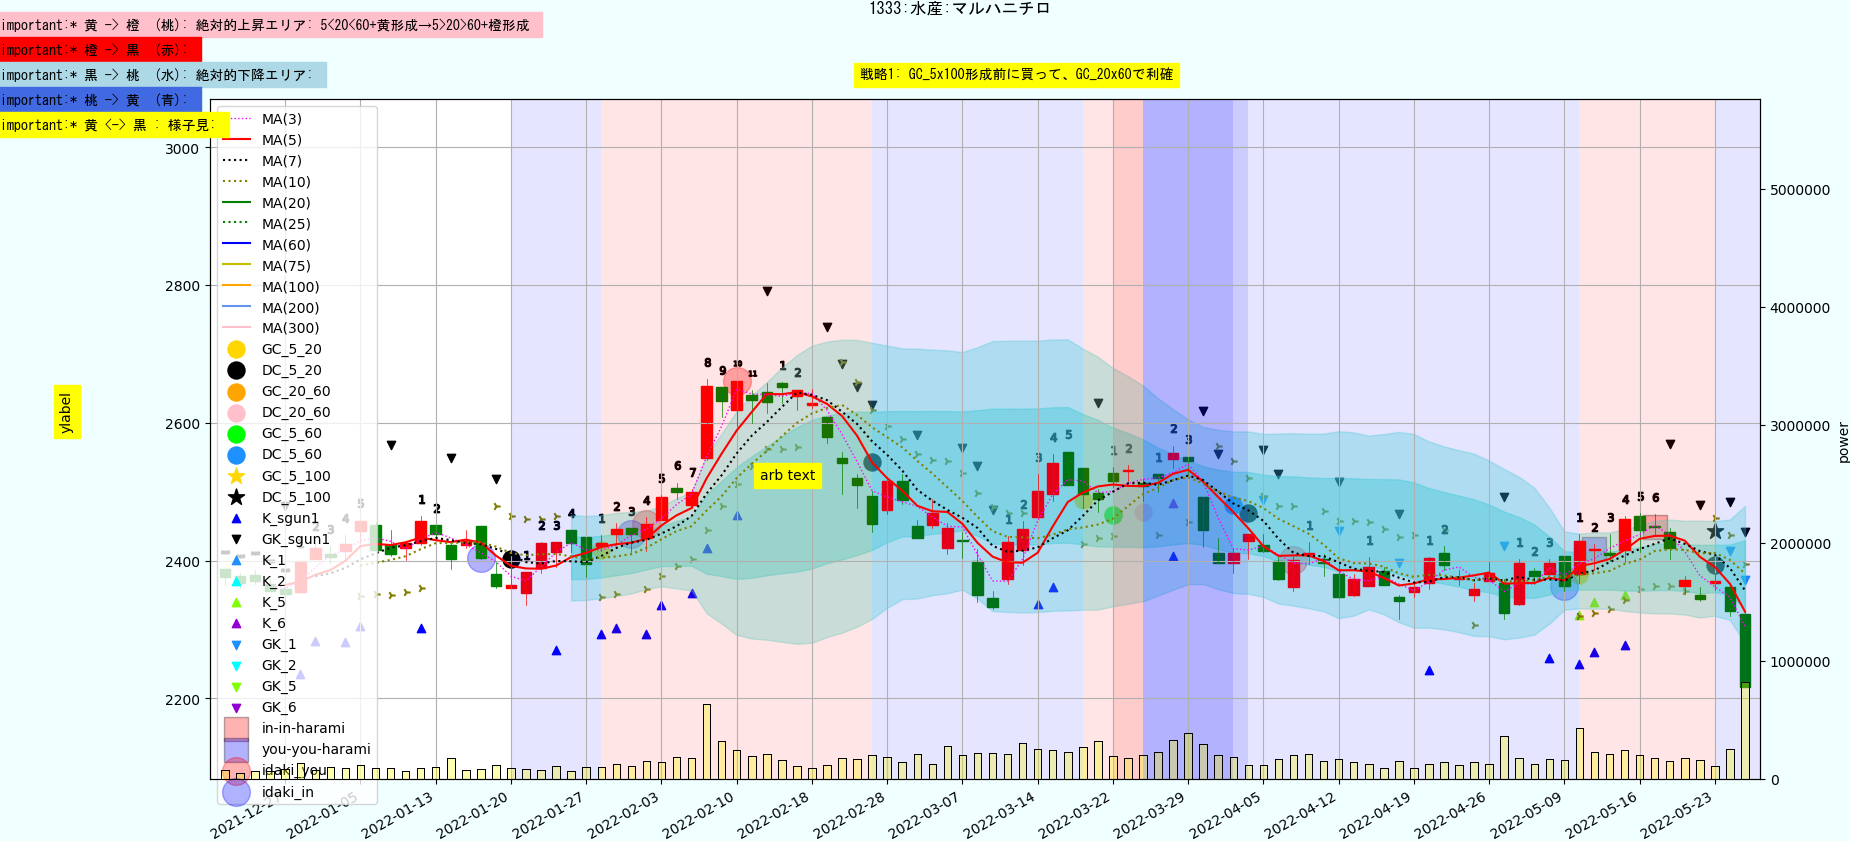 1333:水産:マルハニチロ
important:* 黄 -> 橙 (桃): 絶対的上昇エリア: 5<20<60+黄形成→5>20>60+橙形成
important:* 橙 -> 黒 (赤):
important:* 黒 -> 桃 (水): 絶対的下降エリア:
戦略1: GC_5x100形成前に買って、GC_20x60で利確
important:* 桃 -> 黄 (青):
important:* 黄 <-> 黒 : 様子見:
MA(3)
MA(5)
MA(7)
MA(10)
MA(20)
MA(25)
MA(60)
MA(75)
MA(100)
MA(200)
MA(300)
GC_5_20
DC_5_20
GC_20_60
DC_20_60
GC_5_60
DC_5_60
GC_5_100
DC_5_100
K_sgun1
GK_sgun1
K_1
K_2
K_5
K_6
GK_1
GK_2
GK_5
GK_6
in-in-harami
you-you-harami
idaki_you
idaki_in
3000
2800
2600
2400
2200
ylabel
arb text
5000000
4000000
3000000
2000000
1000000
0
power
2021-12-27
2022-01-05
2022-01-13
2022-01-20
2022-01-27
2022-02-03
2022-02-10
2022-02-18
2022-02-28
2022-03-07
2022-03-14
2022-03-22
2022-03-29
2022-04-05
2022-04-12
2022-04-19
2022-04-26
2022-05-09
2022-05-16
2022-05-23